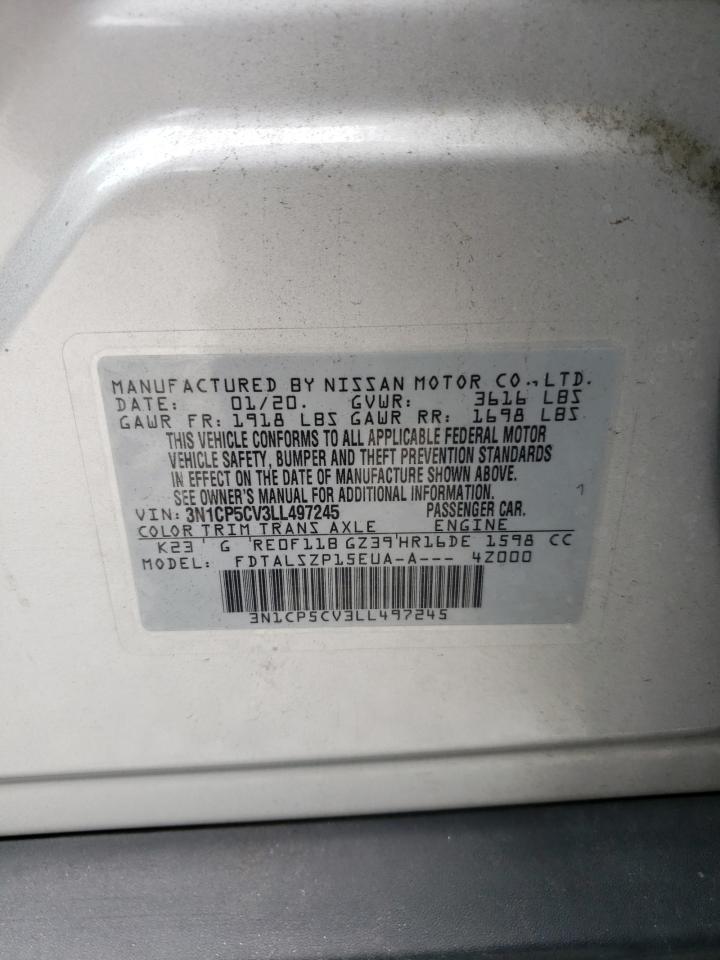 MANUFACTURED BY NISSAN MOTOR CO., LTD.
DATE: 01/20. GVWR: 3616 LBS
GAWR FR: 1918 LBS GAWR RR: 1698 LBS
THIS VEHICLE CONFORMS TO ALL APPLICABLE FEDERAL MOTOR
VEHICLE SAFETY, BUMPER AND THEFT PREVENTION STANDARDS
IN EFFECT ON THE DATE OF MANUFACTURE SHOWN ABOVE.
SEE OWNER'S MANUAL FOR ADDITIONAL INFORMATION. 1
VIN: 3N1CP5CV3LL497245 PASSENGER CAR.
COLOR TRIM TRANS AXLE ENGINE
K23 G RE0F11B GZ39 HR16DE 1598 CC
MODEL: FDTALSZP15EUA-A--- 4Z000
3N1CP5CV3LL497245